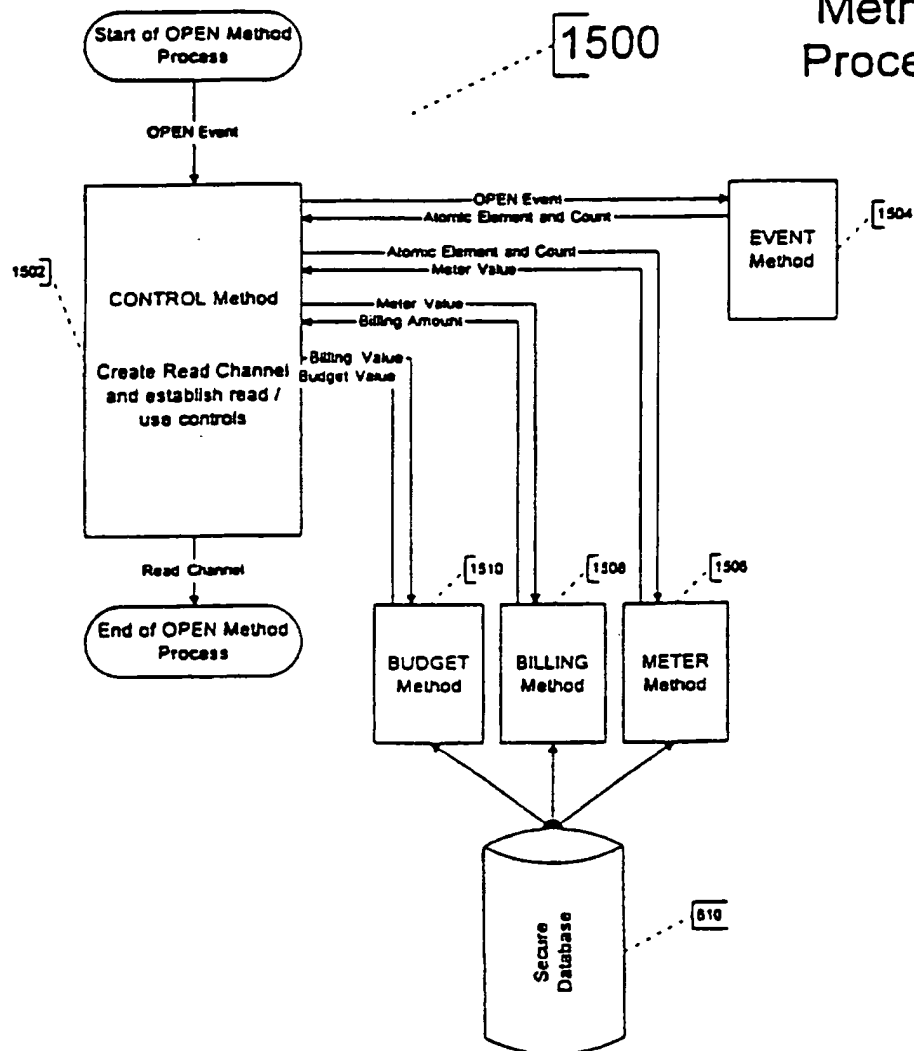 Start of OPEN Method
Process
1500
Meth
Proce
OPEN Event
OPEN Event
Atomic Element and Count
EVENT
Method
1504
Atomic Element and Count
Meter Value
1502
CONTROL Method
Meter Value
Billing Amount
Create Read Channel
and establish read /
use controls
Billing Value
Budget Value
Read Channel
1510
1508
1506
End of OPEN Method
Process
BUDGET
Method
BILLING
Method
METER
Method
Secure
Database
610